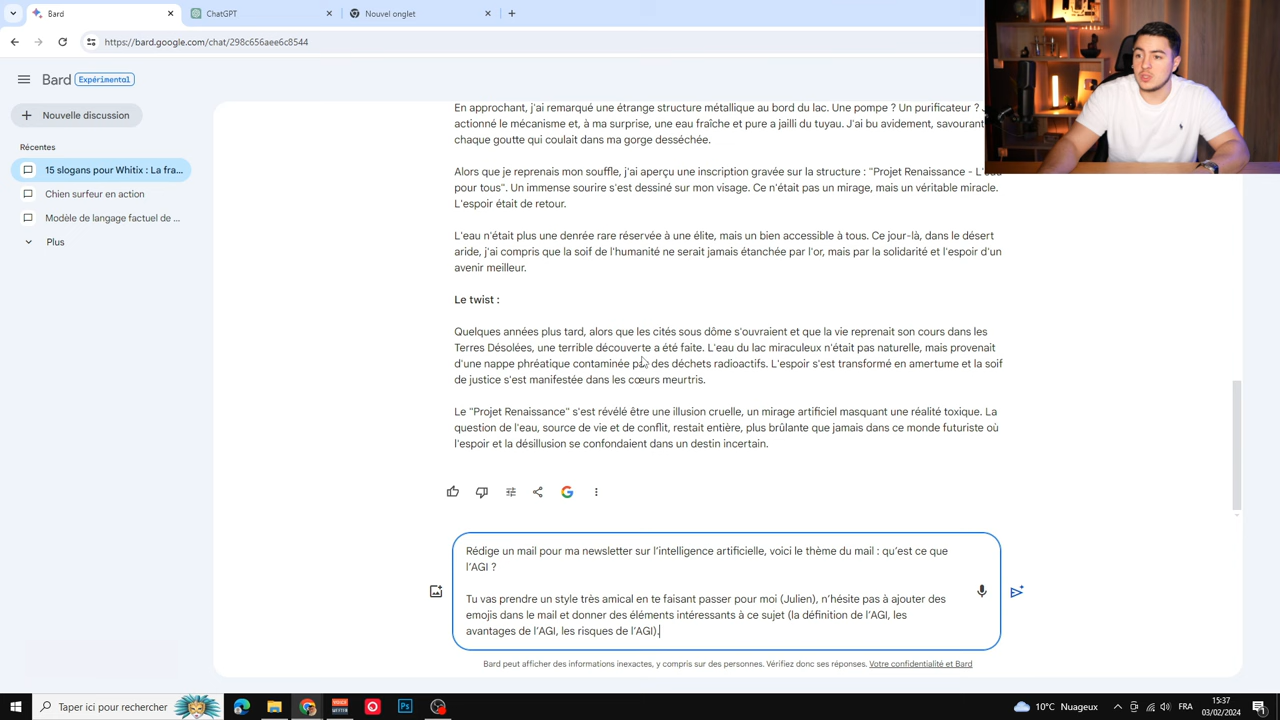 Bard
ChatGPT
Nouvel onglet
https://bard.google.com/chat/298c656aee6c8544
Bard
Expérimental
Nouvelle discussion
Récentes
15 slogans pour Whitix : La fra...
Chien surfeur en action
Modèle de langage factuel de ...
Plus
En approchant, j'ai remarqué une étrange structure métallique au bord du lac. Une pompe ? Un purificateur ?
actionné le mécanisme et, à ma surprise, une eau fraîche et pure a jailli du tuyau. J'ai bu avidement, savourant
chaque goutte qui coulait dans ma gorge desséchée.
Alors que je reprenais mon souffle, j'ai aperçu une inscription gravée sur la structure : "Projet Renaissance -
pour tous". Un immense sourire s'est dessiné sur mon visage. Ce n'était pas un mirage, mais un véritable miracle.
L'espoir était de retour.
L'eau n'était plus une denrée rare réservée à une élite, mais un bien accessible à tous. Ce jour-là, dans le désert
aride, j'ai compris que la soif de l'humanité ne serait jamais étanchée par l'or, mais par la solidarité et l'espoir d'un
avenir meilleur.
Le twist :
Quelques années plus tard, alors que les cités sous dôme s'ouvraient et que la vie reprenait son cours dans les
Terres Désolées, une terrible découverte a été faite. L'eau du lac miraculeux n'était pas naturelle, mais provenait
d'une nappe phréatique contaminée par des déchets radioactifs. L'espoir s'est transformé en amertume et la soif
de justice s'est manifestée dans les cœurs meurtris.
Le "Projet Renaissance" s'est révélé être une illusion cruelle, un mirage artificiel masquant une réalité toxique. La
question de l'eau, source de vie et de conflit, restait entière, plus brûlante que jamais dans ce monde futuriste où
l'espoir et la désillusion se confondaient dans un destin incertain.
Rédige un mail pour ma newsletter sur l'intelligence artificielle, voici le thème du mail : qu'est ce que
l'AGI ?
Tu vas prendre un style très amical en te faisant passer pour moi (Julien), n'hésite pas à ajouter des
emojis dans le mail et donner des éléments intéressants à ce sujet (la définition de l'AGI, les
avantages de l'AGI, les risques de l'AGI).
Bard peut afficher des informations inexactes, y compris sur des personnes. Vérifiez donc ses réponses. Votre confidentialité et Bard
Taper ici pour rechercher
10°C Nuageux
FRA
15:37
03/02/2024